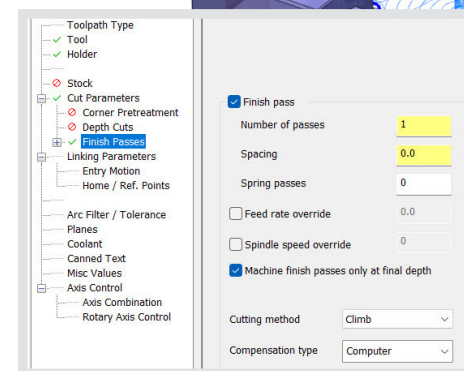 Toolpath Type
Tool
Holder
Stock
Cut Parameters
Corner Pretreatment
Depth Cuts
Finish Passes
Linking Parameters
Entry Motion
Home / Ref. Points
Arc Filter / Tolerance
Planes
Coolant
Canned Text
Misc Values
Axis Control
Axis Combination
Rotary Axis Control
Finish pass
Number of passes 1
Spacing 0.0
Spring passes 0
Feed rate override 0.0
Spindle speed override 0
Machine finish passes only at final depth
Cutting method Climb
Compensation type Computer